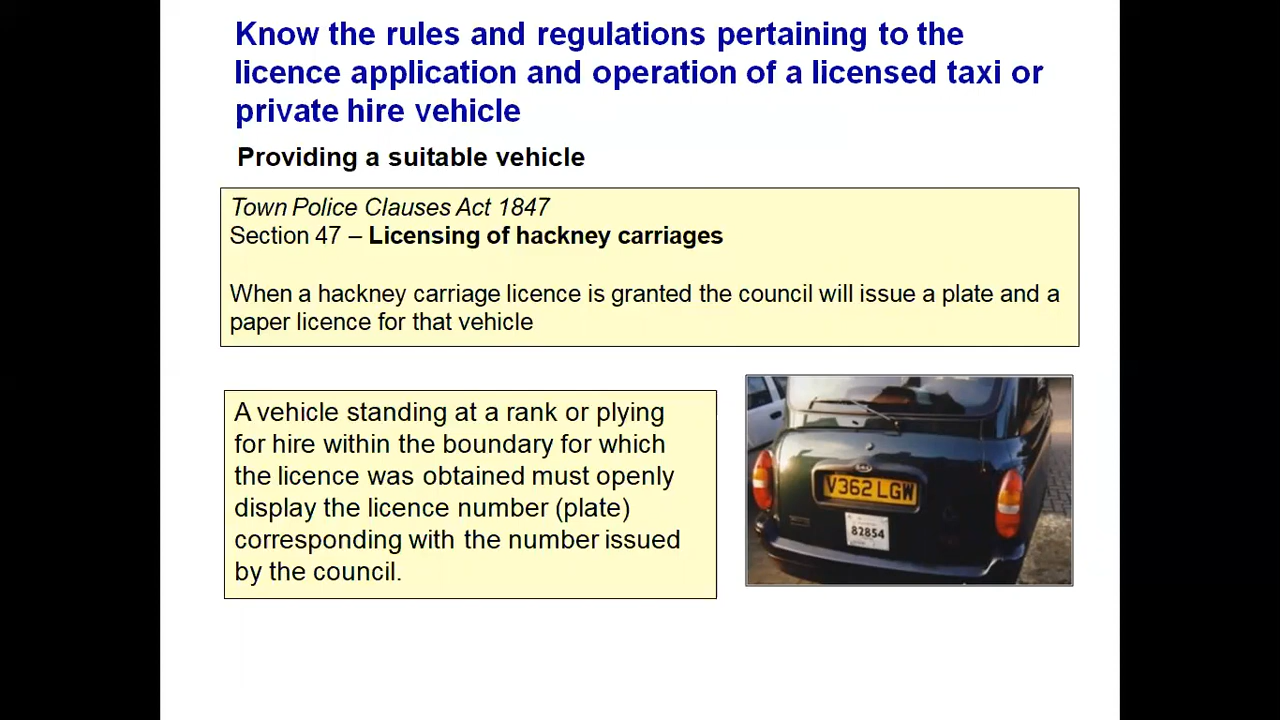 Know the rules and regulations pertaining to the
licence application and operation of a licensed taxi or
private hire vehicle
Providing a suitable vehicle
Town Police Clauses Act 1847
Section 47 – Licensing of hackney carriages
When a hackney carriage licence is granted the council will issue a plate and a
paper licence for that vehicle
A vehicle standing at a rank or plying
for hire within the boundary for which
the licence was obtained must openly
display the licence number (plate)
corresponding with the number issued
by the council.
V362 LGW
82854